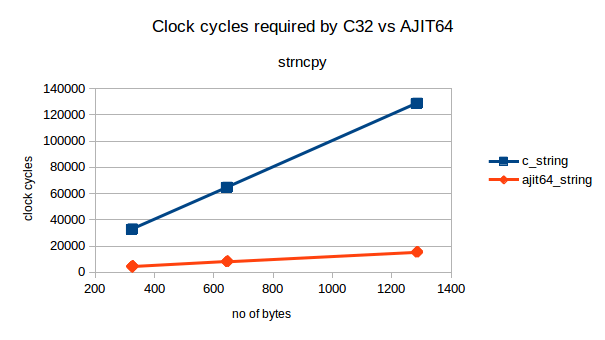 Clock cycles required by C32 vs AJIT64
strncpy
140000
120000
100000
80000
60000
40000
20000
0
clock cycles
200 400 600 800 1000 1200 1400
no of bytes
c_string
ajit64_string